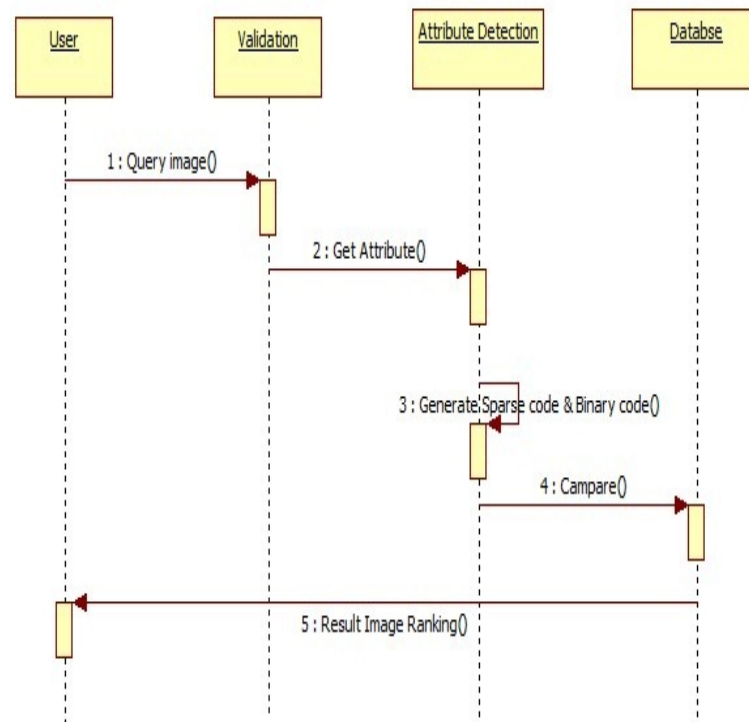 User
Validation
Attribute Detection
Databse
1 : Query image()
2 : Get Attribute()
3 : Generate Sparse code & Binary code()
4 : Campare()
5 : Result Image Ranking()